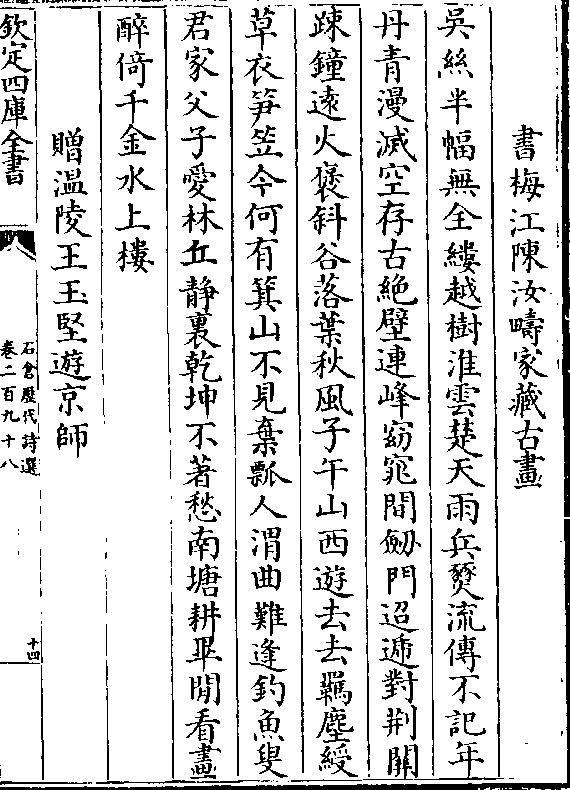 書梅江陳汝疇家藏古畫
吳絲半幅無全縷越樹淮雲楚天雨兵燹流傳不記年
丹青漫滅空存古絶壁連峰窈窕間劒門迢遞對荆關
踈鐘遠火褒斜谷落葉秋風子午山西遊去去羈塵綬
草衣笋笠今何有箕山不見棄瓢人渭曲難逢釣魚叟
君家父子愛林丘静裏乾坤不著愁南塘耕罷閒看畫
醉倚千金水上樓
贈温陵王玉堅遊京師
欽定四庫全書
石倉歷代詩選
卷二百九十八
十四